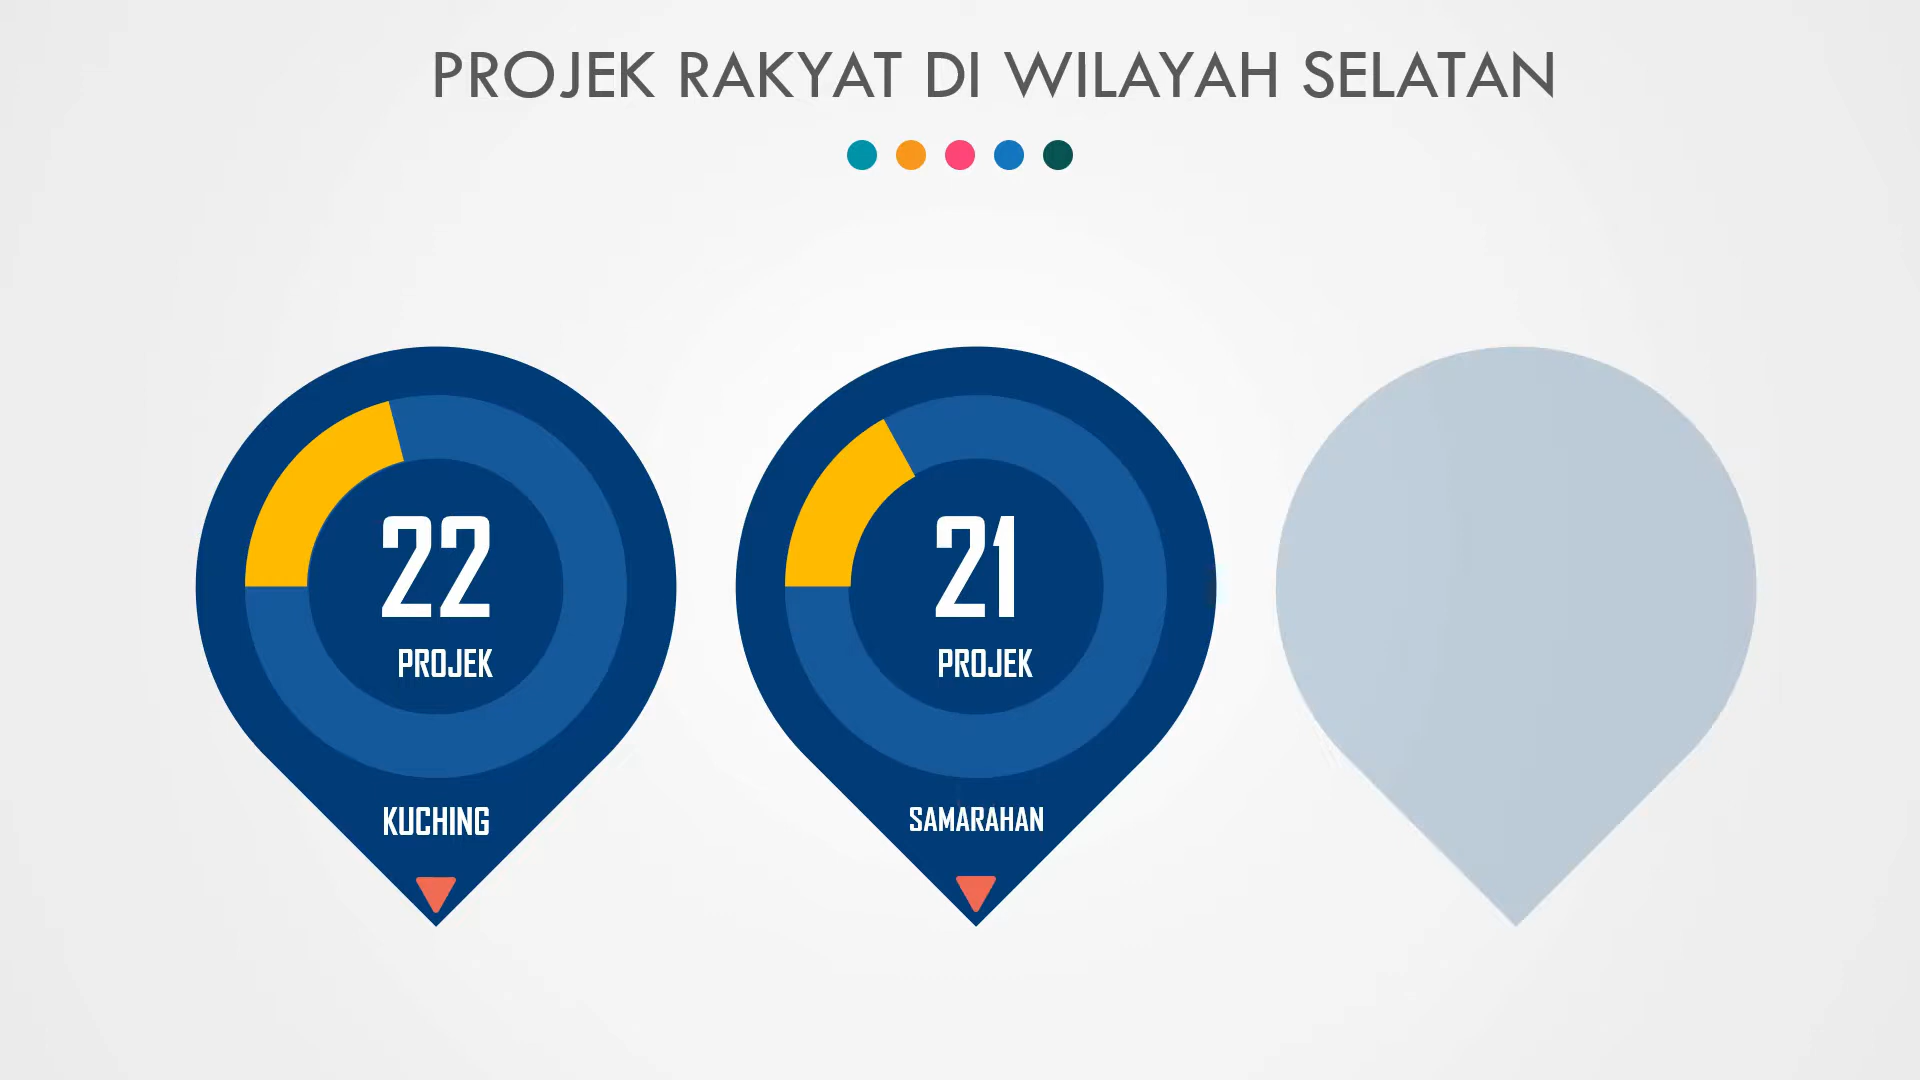 PROJEK RAKYAT DI WILAYAH SELATAN
22
PROJEK
KUCHING
21
PROJEK
SAMARAHAN